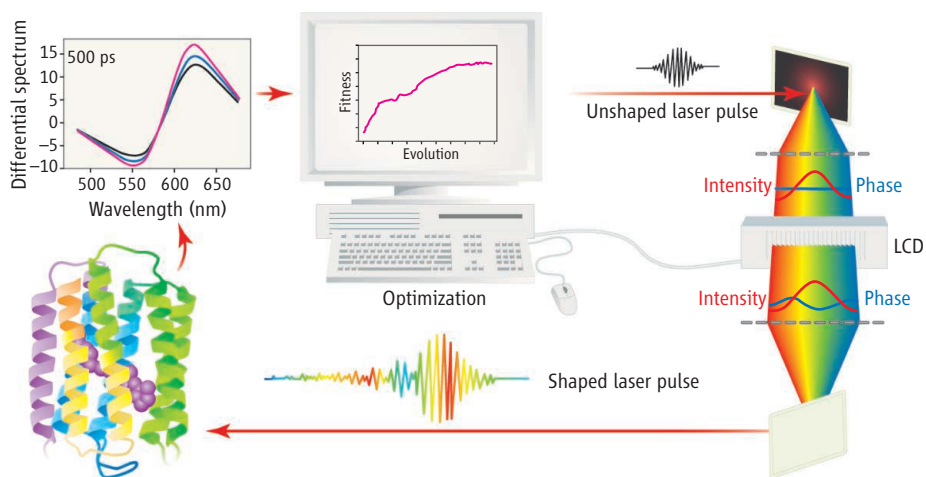 Differential spectrum
15
10
5
0
–5
–10
500 ps
500 550 600 650
Wavelength (nm)
Fitness
Evolution
Optimization
Unshaped laser pulse
Intensity
Phase
LCD
Intensity
Phase
Shaped laser pulse